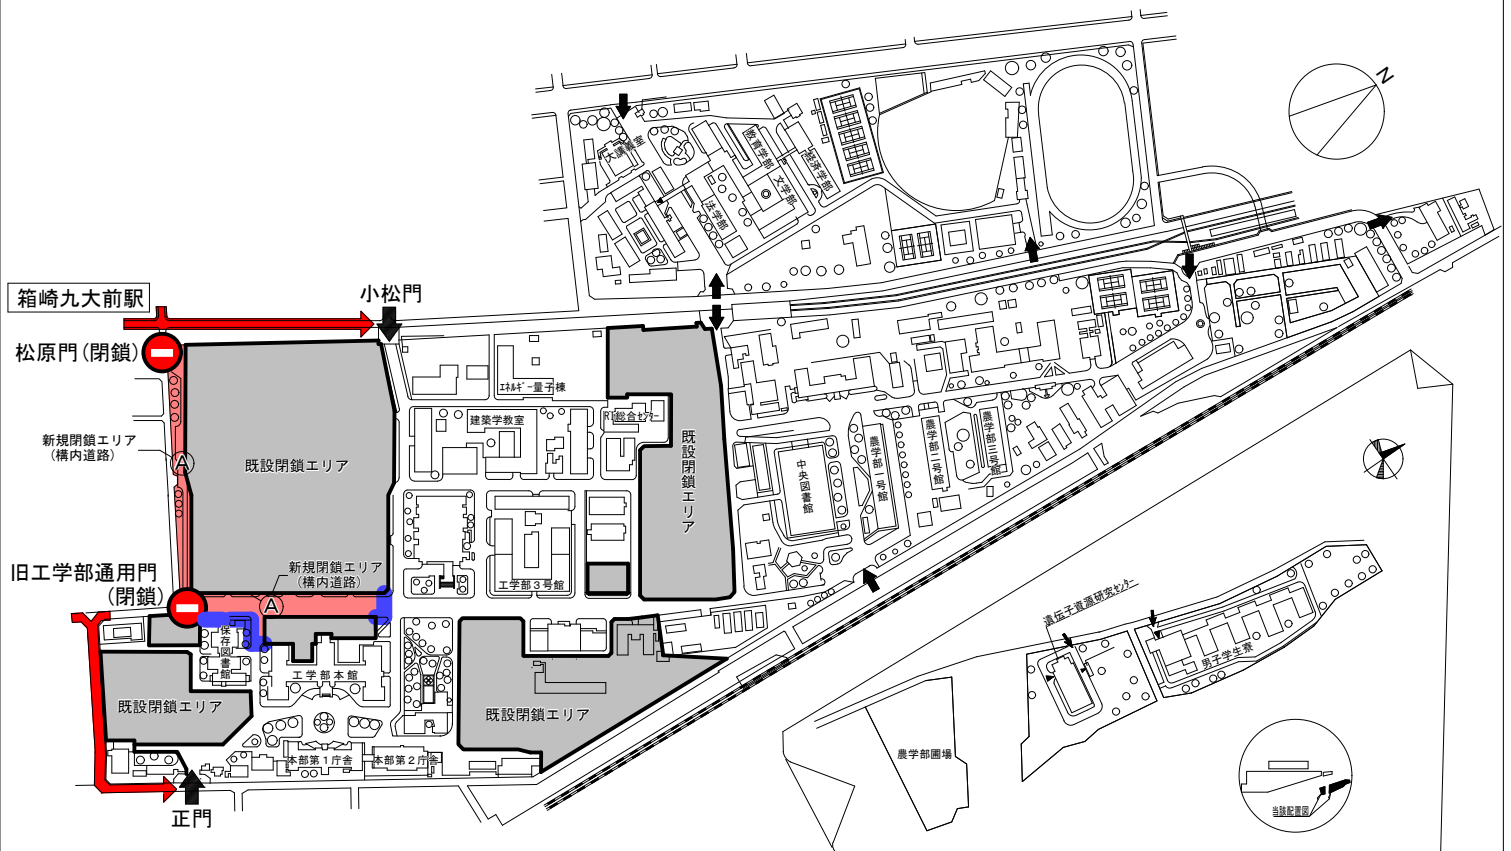 N
大講義室
教育学部
経済学部
文学部
法学部
箱崎九大前駅
小松門
松原門(閉鎖)
エネルギー量子棟
建築学教室
RI総合センター
新規閉鎖エリア
(構内道路)
A
既設閉鎖エリア
既設閉鎖エリア
中央図書館
農学部一号館
農学部二号館
農学部三号館
旧工学部通用門
(閉鎖)
新規閉鎖エリア
(構内道路)
A
工学部3号館
保存図書館
工学部本館
既設閉鎖エリア
既設閉鎖エリア
本部第1庁舎
本部第2庁舎
正門
遺伝子資源研究センター
男子学生寮
農学部圃場
当該配置図